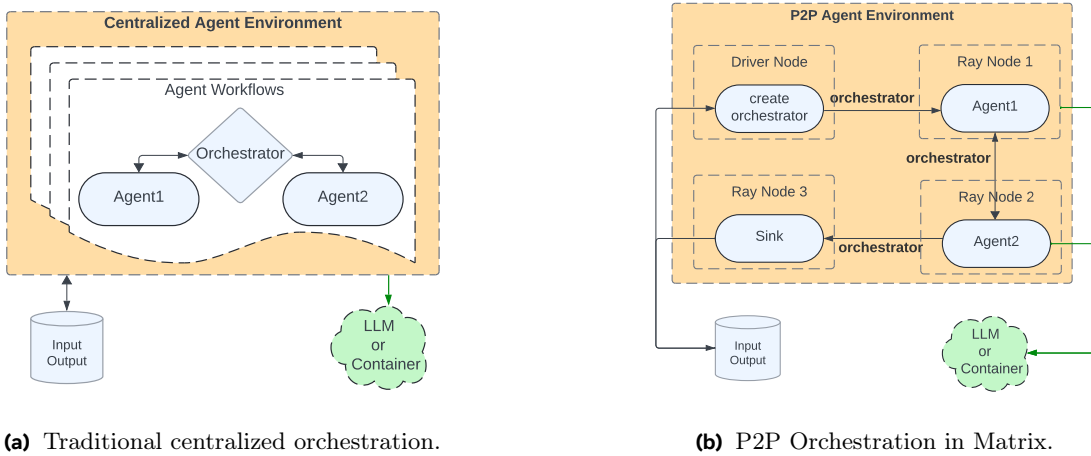 Centralized Agent Environment
Agent Workflows
Orchestrator
Agent1
Agent2
Input
Output
LLM
or
Container
(a) Traditional centralized orchestration.
P2P Agent Environment
Driver Node
create
orchestrator
orchestrator
Ray Node 1
Agent1
orchestrator
Ray Node 3
Sink
orchestrator
Ray Node 2
Agent2
Input
Output
LLM
or
Container
(b) P2P Orchestration in Matrix.